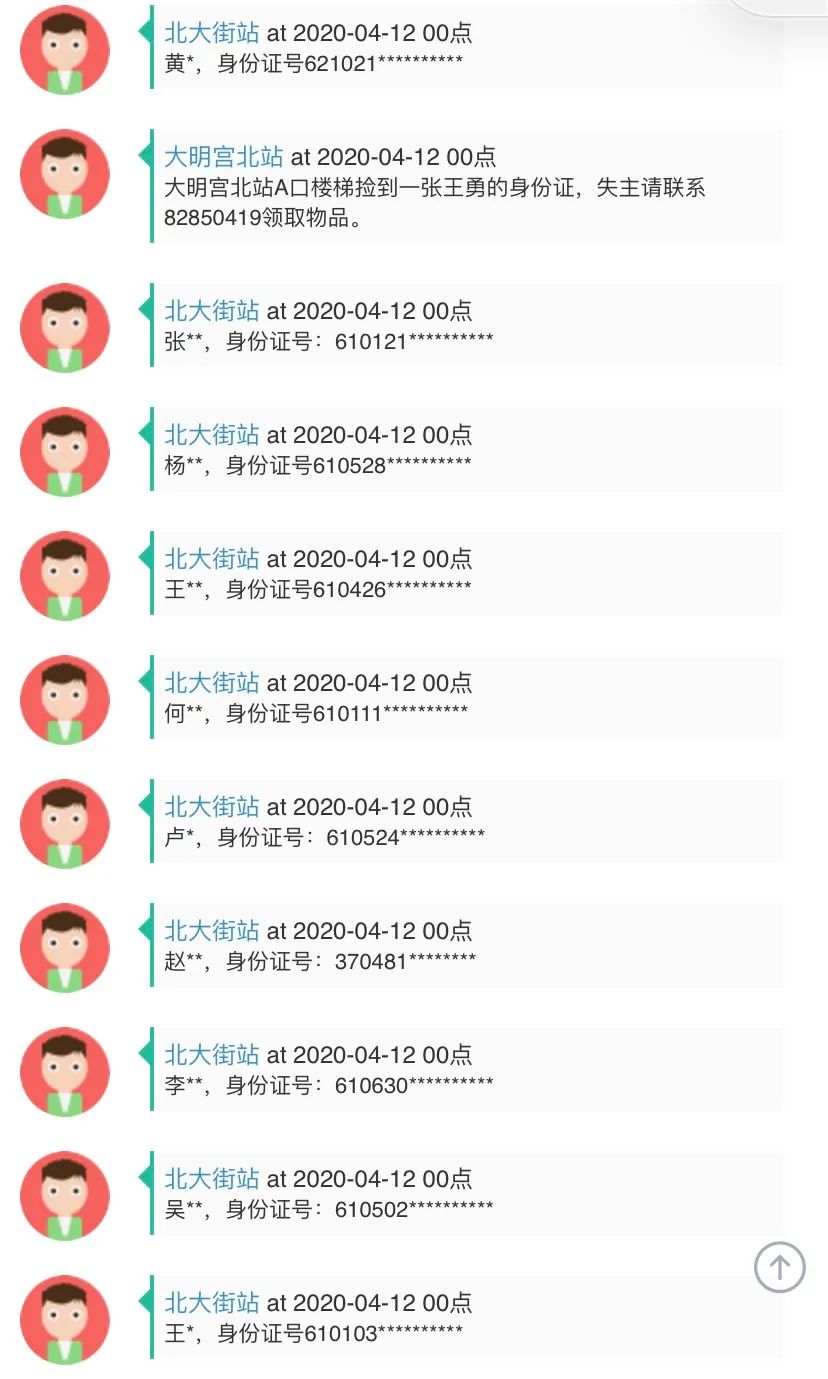 北大街站 at 2020-04-12 00点
黄*，身份证号621021**********
大明宫北站 at 2020-04-12 00点
大明宫北站A口楼梯捡到一张王勇的身份证，失主请联系
82850419领取物品。
北大街站 at 2020-04-12 00点
张**，身份证号：610121**********
北大街站 at 2020-04-12 00点
杨**，身份证号610528**********
北大街站 at 2020-04-12 00点
王**，身份证号610426**********
北大街站 at 2020-04-12 00点
何**，身份证号610111**********
北大街站 at 2020-04-12 00点
卢*，身份证号：610524**********
北大街站 at 2020-04-12 00点
赵**，身份证号：370481********
北大街站 at 2020-04-12 00点
李**，身份证号：610630**********
北大街站 at 2020-04-12 00点
吴**，身份证号：610502**********
北大街站 at 2020-04-12 00点
王*，身份证号610103**********